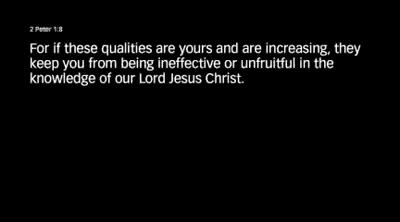 2 Peter 1:8
For if these qualities are yours and are increasing, they
keep you from being ineffective or unfruitful in the
knowledge of our Lord Jesus Christ.